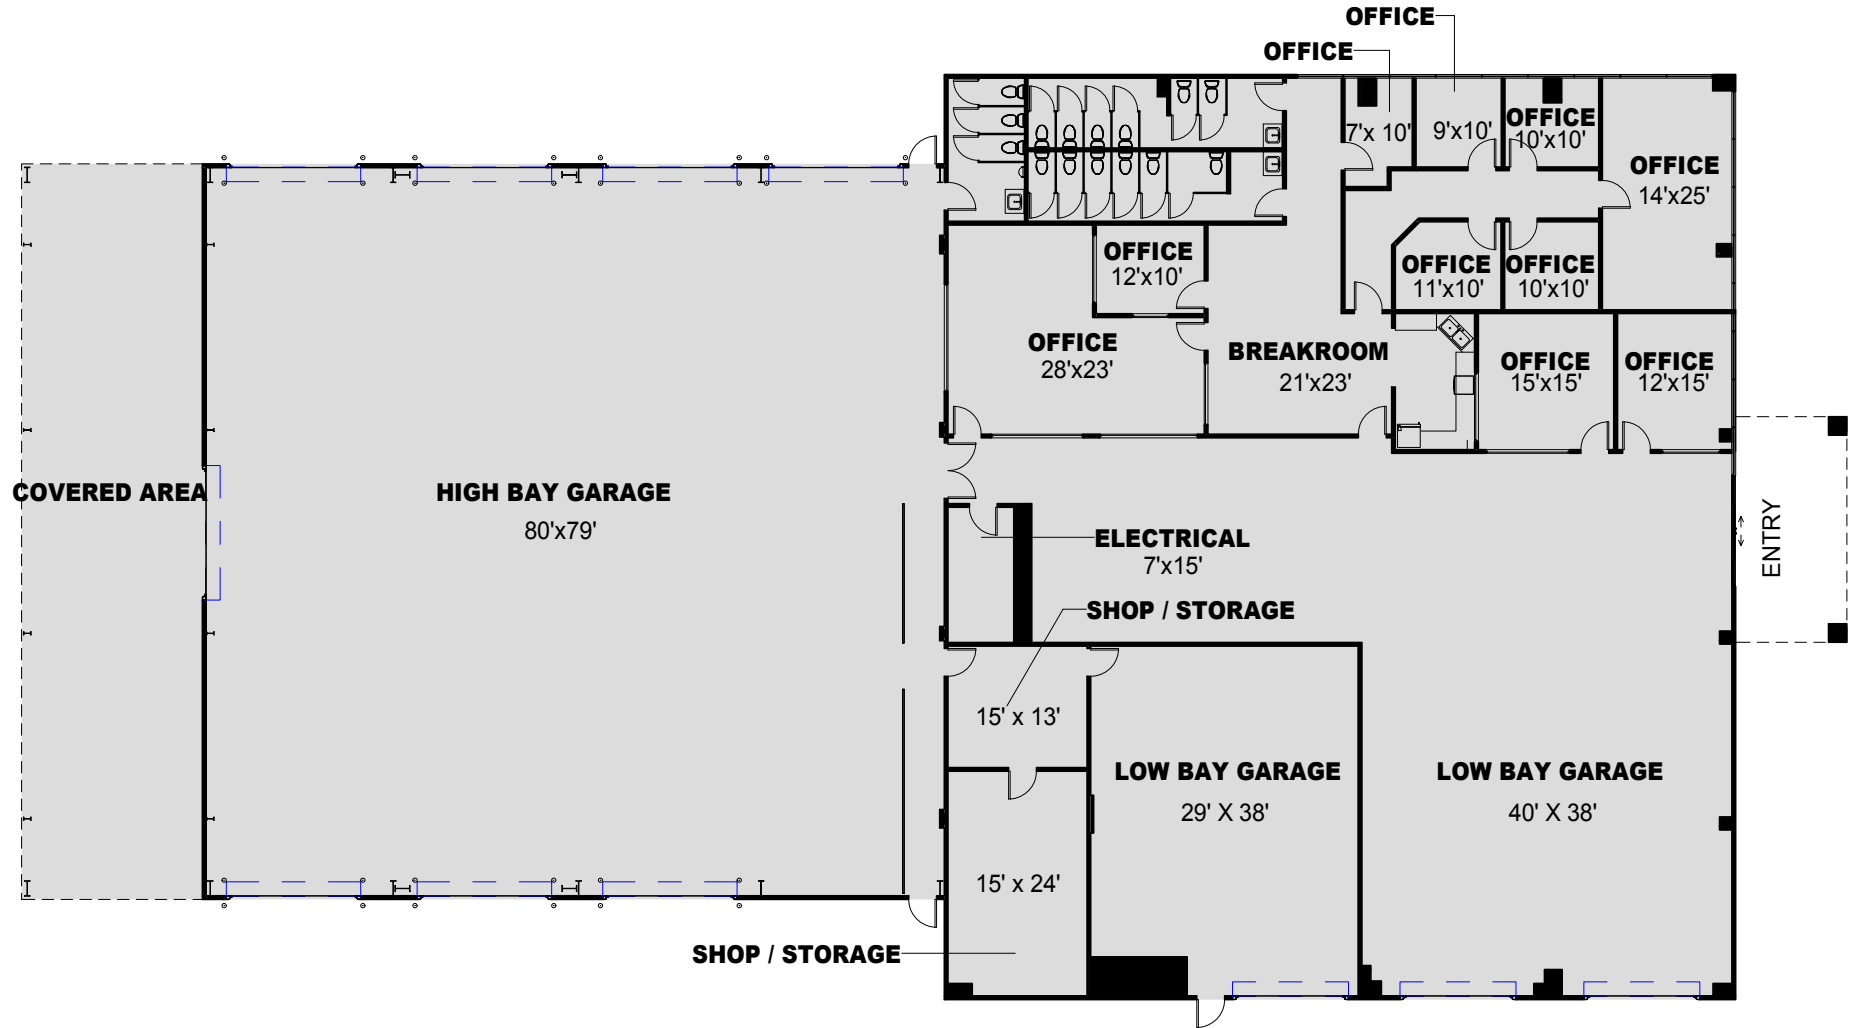 OFFICE
OFFICE
7'x 10'
9'x10'
OFFICE
10'x10'
OFFICE
14'x25'
OFFICE
12'x10'
OFFICE
11'x10'
OFFICE
10'x10'
OFFICE
28'x23'
BREAKROOM
21'x23'
OFFICE
15'x15'
OFFICE
12'x15'
COVERED AREA
HIGH BAY GARAGE
80'x79'
ELECTRICAL
7'x15'
ENTRY
SHOP / STORAGE
15' x 13'
LOW BAY GARAGE
29' X 38'
LOW BAY GARAGE
40' X 38'
15' x 24'
SHOP / STORAGE